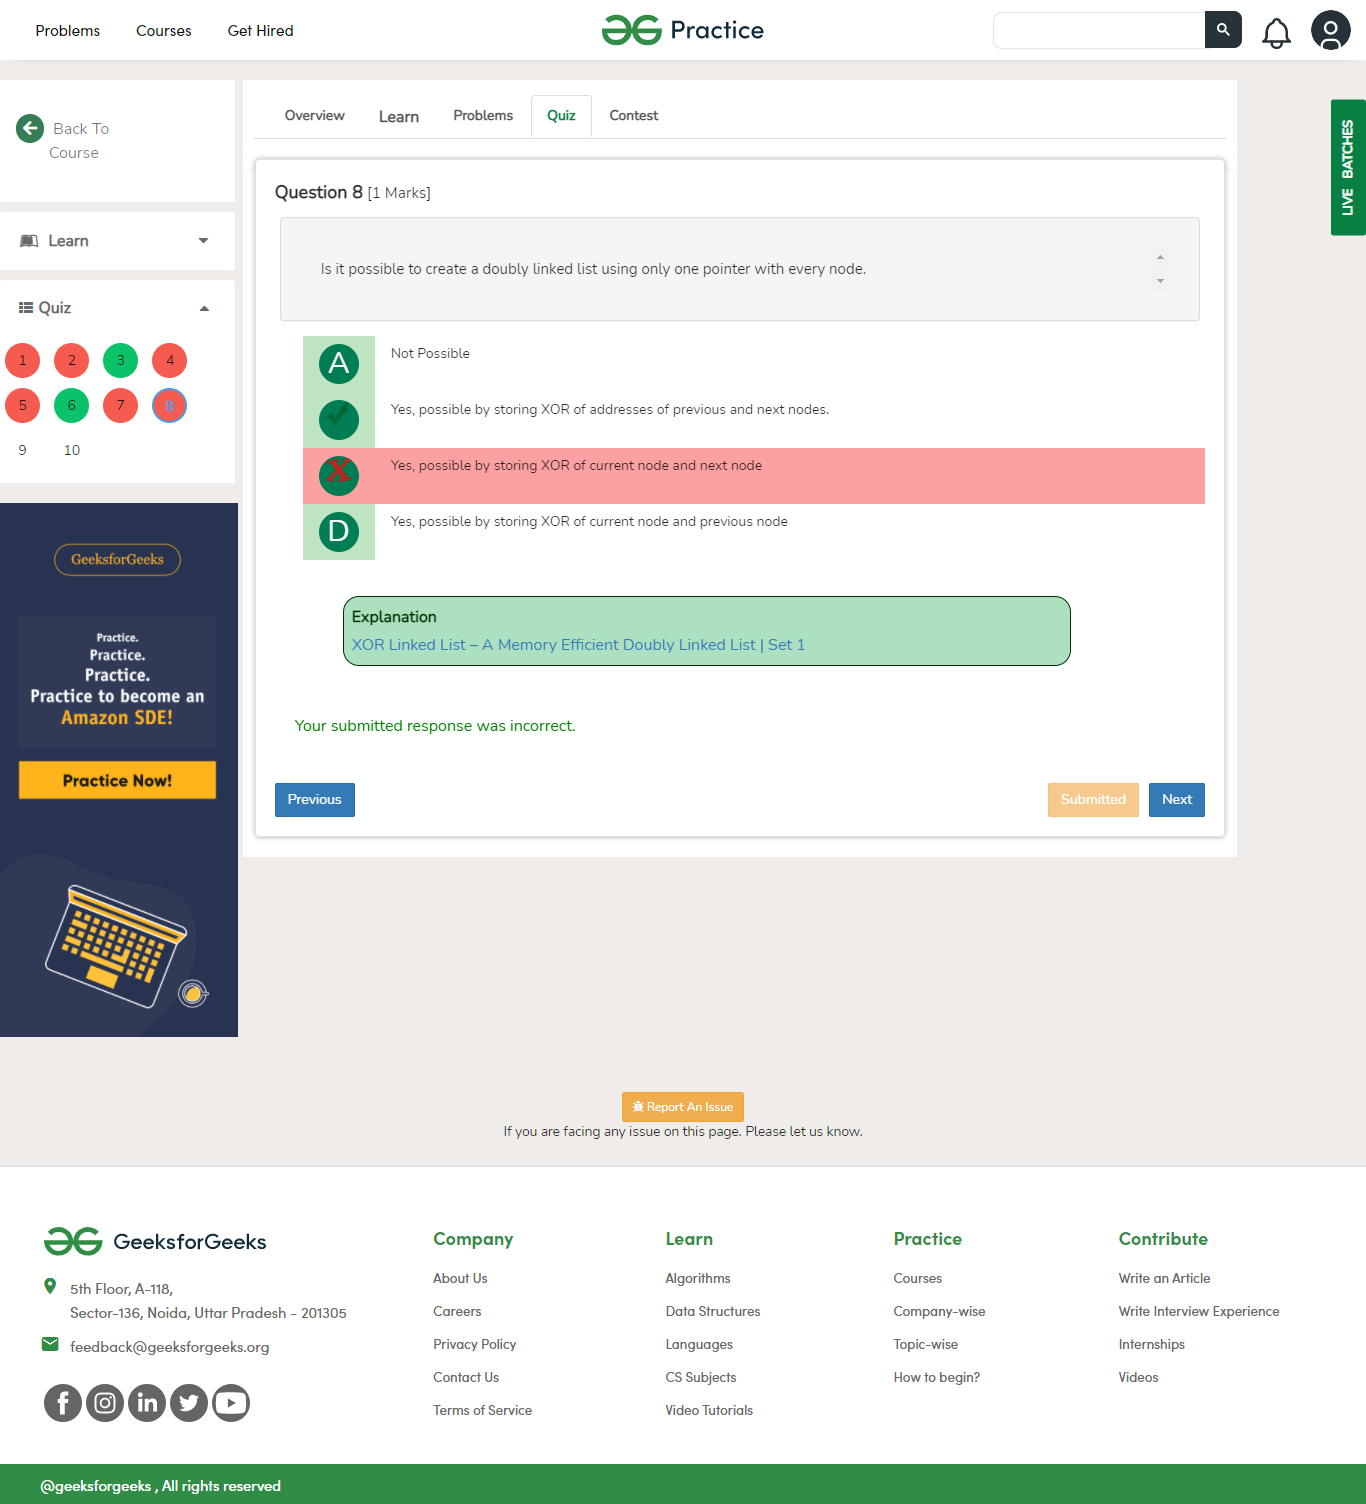 Problems
Courses
Get Hired
Practice
LIVE BATCHES
Back To
Course
Learn
Quiz
1
2
3
4
5
6
7
8
9
10
GeeksforGeeks
Practice.
Practice.
Practice.
Practice to become an
Amazon SDE!
Practice Now!
Overview
Learn
Problems
Quiz
Contest
Question 8 [1 Marks]
Is it possible to create a doubly linked list using only one pointer with every node.
A
Not Possible
Yes, possible by storing XOR of addresses of previous and next nodes.
X
Yes, possible by storing XOR of current node and next node
D
Yes, possible by storing XOR of current node and previous node
Explanation
XOR Linked List – A Memory Efficient Doubly Linked List | Set 1
Your submitted response was incorrect.
Previous
Submitted
Next
Report An Issue
If you are facing any issue on this page. Please let us know.
GeeksforGeeks
5th Floor, A-118,
Sector-136, Noida, Uttar Pradesh - 201305
feedback@geeksforgeeks.org
Company
About Us
Careers
Privacy Policy
Contact Us
Terms of Service
Learn
Algorithms
Data Structures
Languages
CS Subjects
Video Tutorials
Practice
Courses
Company-wise
Topic-wise
How to begin?
Contribute
Write an Article
Write Interview Experience
Internships
Videos
@geeksforgeeks , All rights reserved